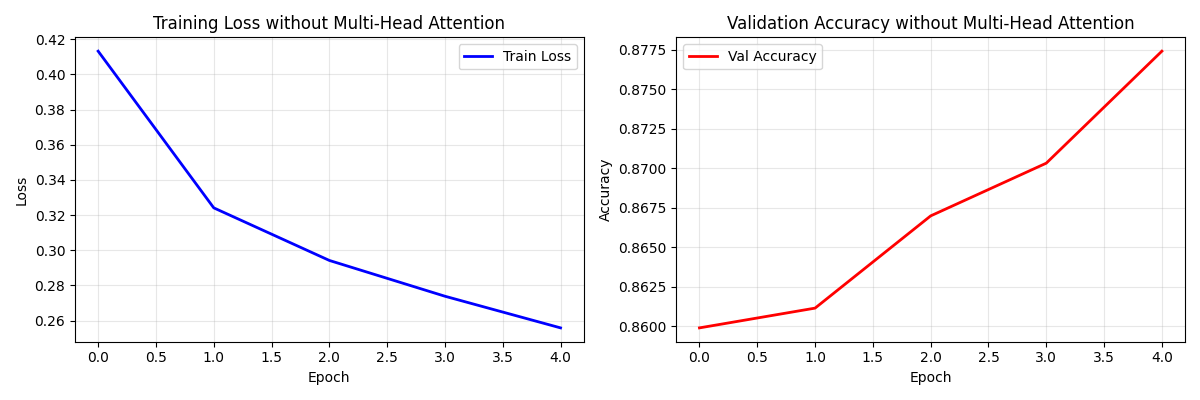 Training Loss without Multi-Head Attention
Train Loss
0.42
0.40
0.38
0.36
0.34
0.32
0.30
0.28
0.26
Loss
0.0 0.5 1.0 1.5 2.0 2.5 3.0 3.5 4.0
Epoch
Validation Accuracy without Multi-Head Attention
Val Accuracy
0.8775
0.8750
0.8725
0.8700
0.8675
0.8650
0.8625
0.8600
Accuracy
0.0 0.5 1.0 1.5 2.0 2.5 3.0 3.5 4.0
Epoch